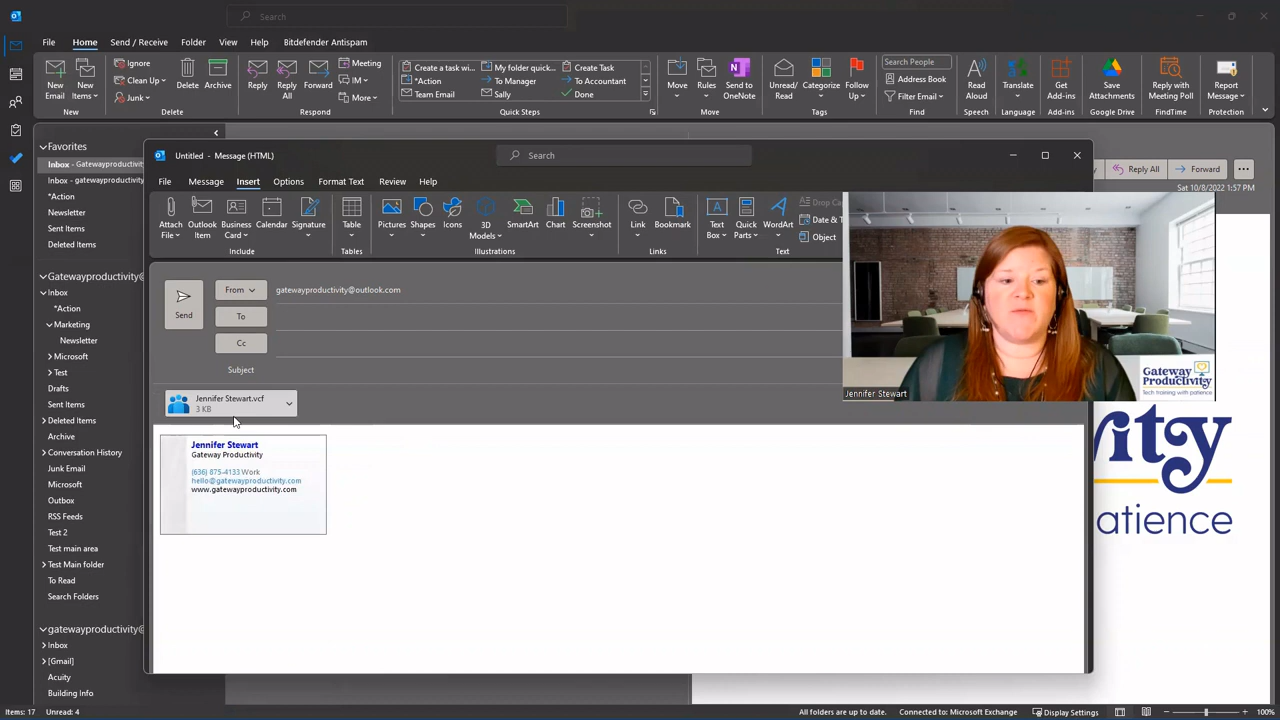 Search
File Home Send / Receive Folder View Help Bitdefender Antispam
New Email
New Items
New
Ignore
Clean Up
Junk
Delete
Archive
Delete
Reply
Reply All
Forward
Meeting
More
Respond
Create a task w...
*Action
Team Email
My folder quick...
To Manager
Sally
Create Task
To Accountant
Done
Quick Steps
Move
Rules
Send to OneNote
Move
Unread/ Read
Categorize
Follow Up
Tags
Search People
Address Book
Filter Email
Find
Read Aloud
Speech
Translate
Language
Get Add-ins
Add-ins
Save Attachments
Google Drive
Reply with Meeting Poll
FindTime
Report Message
Protection
Favorites
Inbox - Gatewayproductivity
Inbox - gatewayproductivity
*Action
Newsletter
Sent Items
Deleted Items
Gatewayproductivity@
Inbox
*Action
Marketing
Newsletter
Microsoft
Test
Drafts
Sent Items
Deleted Items
Archive
Conversation History
Junk Email
Microsoft
Outbox
RSS Feeds
Test 2
Test main area
Test Main folder
To Read
Search Folders
gatewayproductivity@
Inbox
[Gmail]
Acuity
Building Info
Untitled - Message (HTML)
Search
File Message Insert Options Format Text Review Help
Attach File
Outlook Item
Business Card
Calendar
Signature
Include
Table
Tables
Pictures
Shapes
Icons
3D Models
SmartArt
Chart
Screenshot
Illustrations
Link
Bookmark
Links
Text Box
Quick Parts
WordArt
Drop Cap
Date & T
Object
Text
Send
From
gatewayproductivity@outlook.com
To
Cc
Subject
Jennifer Stewart.vcf
3 KB
Jennifer Stewart
Gateway Productivity
(636) 875-4133 Work
hello@gatewayproductivity.com
www.gatewayproductivity.com
Reply All
Forward
Sat 10/8/2022 1:57 PM
Gateway
Productivity
Tech training with patience
Jennifer Stewart
vity
atience
Items: 17 Unread: 4
All folders are up to date. Connected to: Microsoft Exchange Display Settings 100%